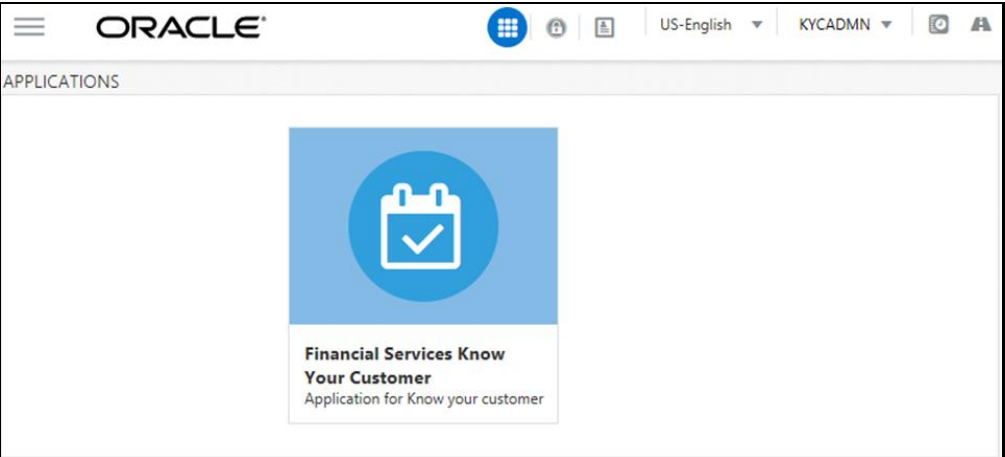 ORACLE US-English KYCADMN
APPLICATIONS
Financial Services Know
Your Customer
Application for Know your customer